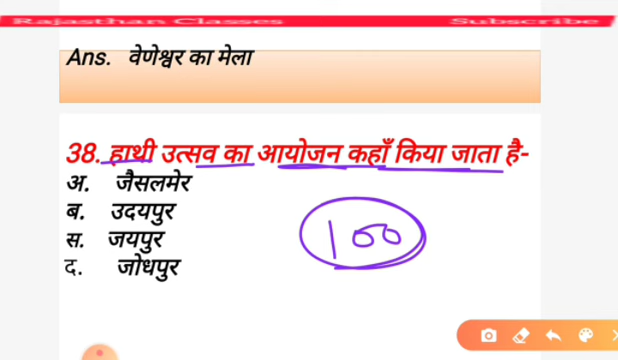 Rajasthan Classes Subscribe
Ans. वेणेश्वर का मेला
38. हाथी उत्सव का आयोजन कहाँ किया जाता है-
अ. जैसलमेर
ब. उदयपुर
स. जयपुर
द. जोधपुर
100